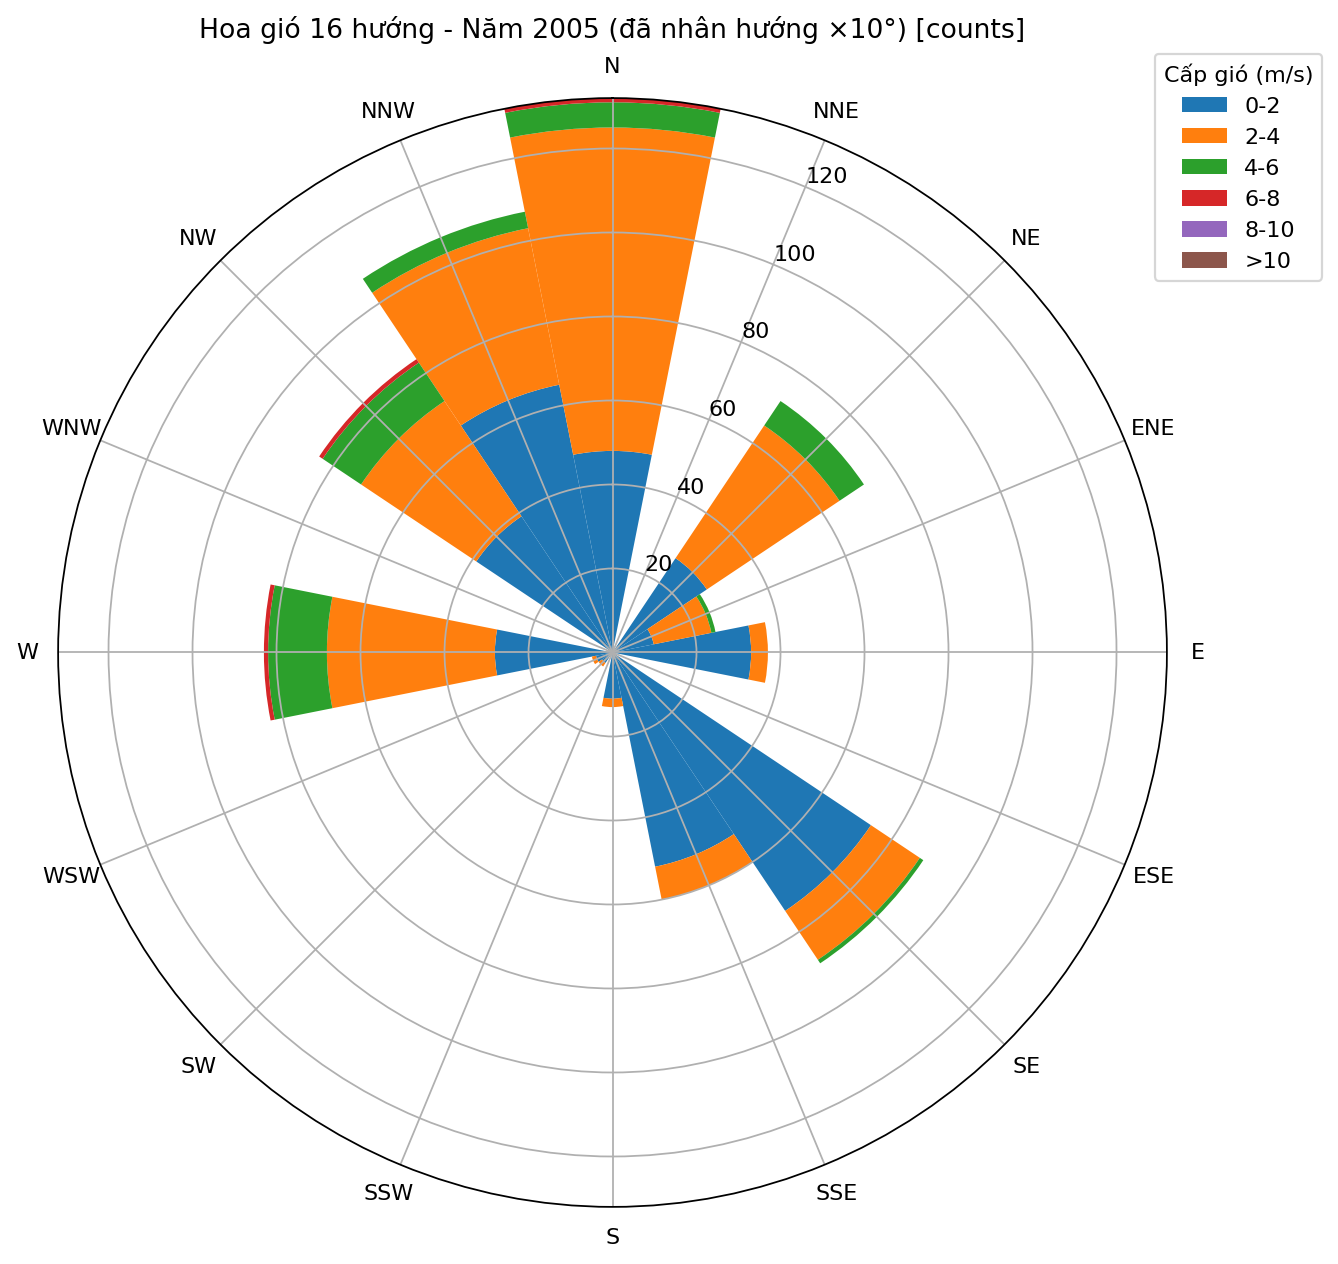 Hoa gió 16 hướng - Năm 2005 (đã nhân hướng ×10°) [counts]
N
NNE
NE
ENE
E
ESE
SE
SSE
S
SSW
SW
WSW
W
WNW
NW
NNW
20
40
60
80
100
120
Cấp gió (m/s)
0-2
2-4
4-6
6-8
8-10
>10